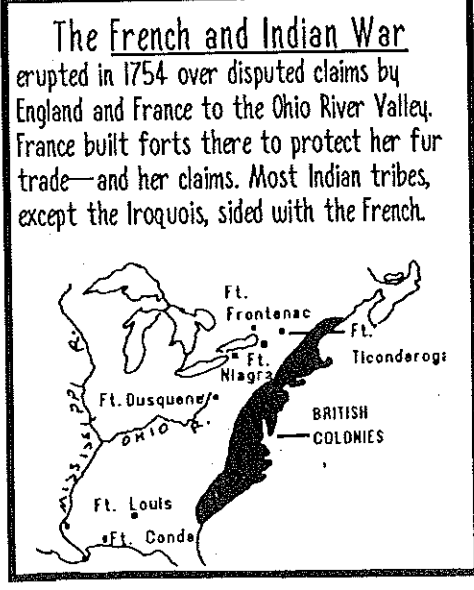 The French and Indian War
erupted in 1754 over disputed claims by
England and France to the Ohio River Valley.
France built forts there to protect her fur
trade—and her claims. Most Indian tribes,
except the Iroquois, sided with the French.
Ft.
Frontenac
Ft.
Ticonderoga
Ft.
Niagra
Ft. Dusquene
BRITISH
COLONIES
OHIO R.
MISSISSIPPI R.
Ft. Louis
Ft. Conde